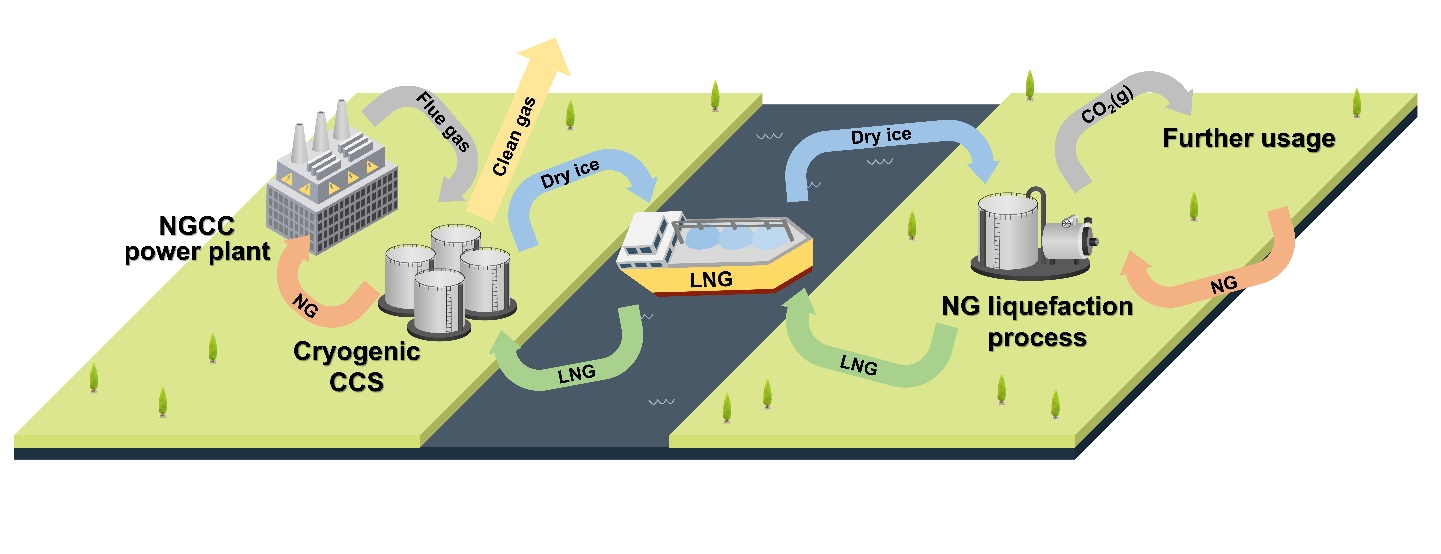 Flue gas
Clean gas
Dry ice
Dry ice
CO₂(g)
Further usage
NGCC
power plant
NG
Cryogenic
CCS
LNG
LNG
LNG
NG liquefaction
process
NG